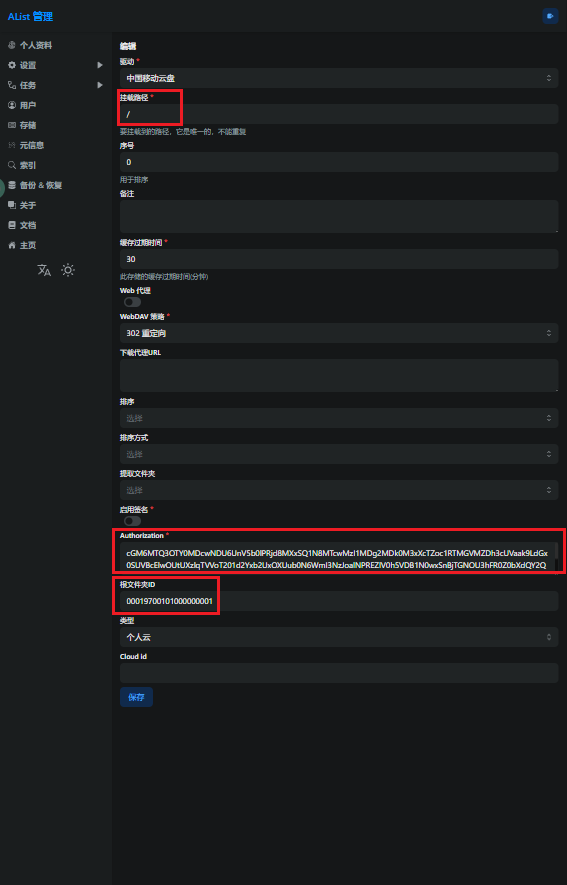 AList 管理
个人资料
设置
任务
用户
存储
元信息
索引
备份 & 恢复
关于
文档
主页
编辑
驱动 *
中国移动云盘
挂载路径 *
/
要挂载到的路径，它是唯一的，不能重复
序号
0
用于排序
备注
缓存过期时间 *
30
此存储的缓存过期时间(分钟)
Web 代理
WebDAV 策略 *
302 重定向
下载代理URL
排序
选择
排序方式
选择
提取文件夹
选择
启用签名 *
Authorization *
根文件夹ID
00019700101000000001
类型
个人云
Cloud Id
保存